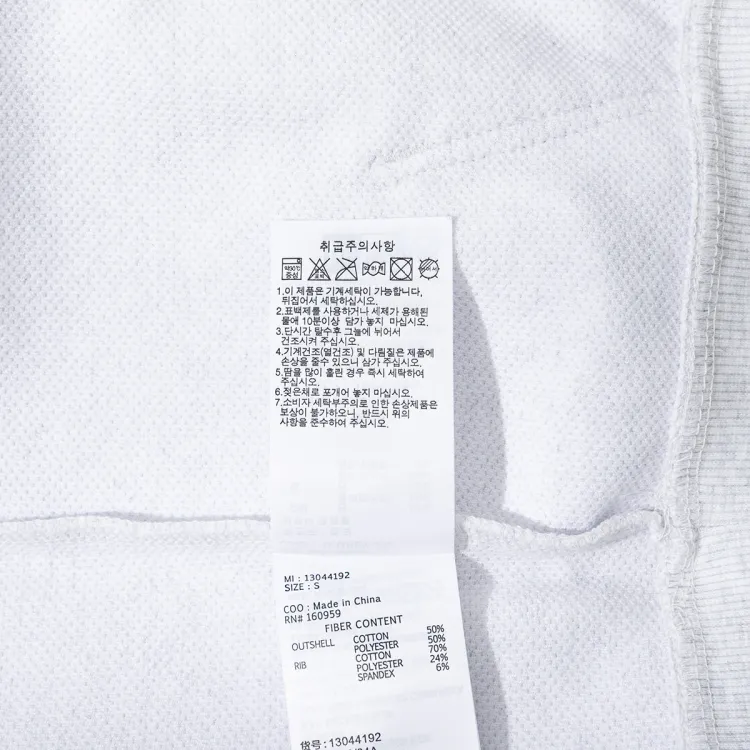 취급주의사항
약30℃
중성
1.이 제품은 기계세탁이 가능합니다,
뒤집어서 세탁하십시오.
2.표백제를 사용하거나 세제가 용해된
물에 10분이상 담가 놓지 마십시오.
3.단시간 탈수후 그늘에 뉘어서
건조시켜 주십시오.
4.기계건조(열건조) 및 다림질은 제품에
손상을 줄수 있으니 삼가 주십시오.
5.땀을 많이 흘린 경우 즉시 세탁하여
주십시오.
6.젖은채로 포개어 놓지 마십시오.
7.소비자 세탁부주의로 인한 손상제품은
보상이 불가하오니, 반드시 위의
사항을 준수하여 주십시오.
MI : 13044192
SIZE : S
COO : Made in China
RN# 160959
FIBER CONTENT
OUTSHELL COTTON 50%
POLYESTER 50%
RIB COTTON 70%
POLYESTER 24%
SPANDEX 6%
货号: 13044192